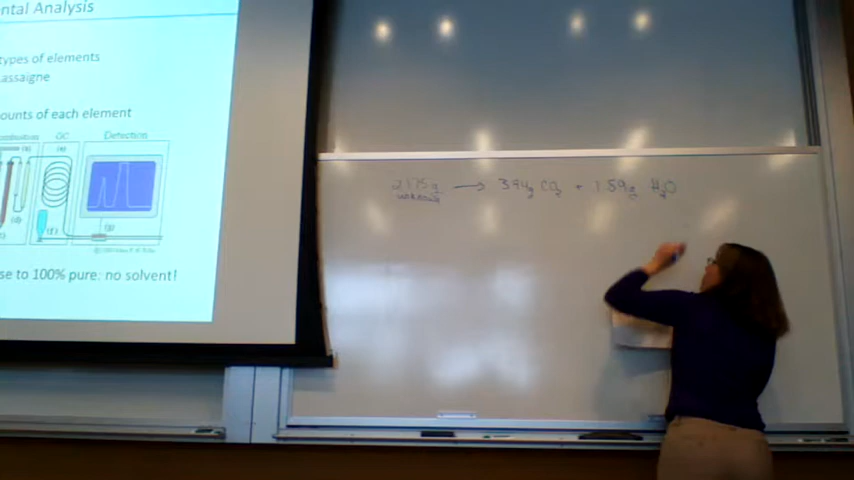 ntal Analysis
types of elements
assaigne
ounts of each element
GC
Detection
(e)
(d)
(f)
(g)
se to 100% pure: no solvent!
2.175g → 3.94g CO₂ + 1.89g H₂O
unknown